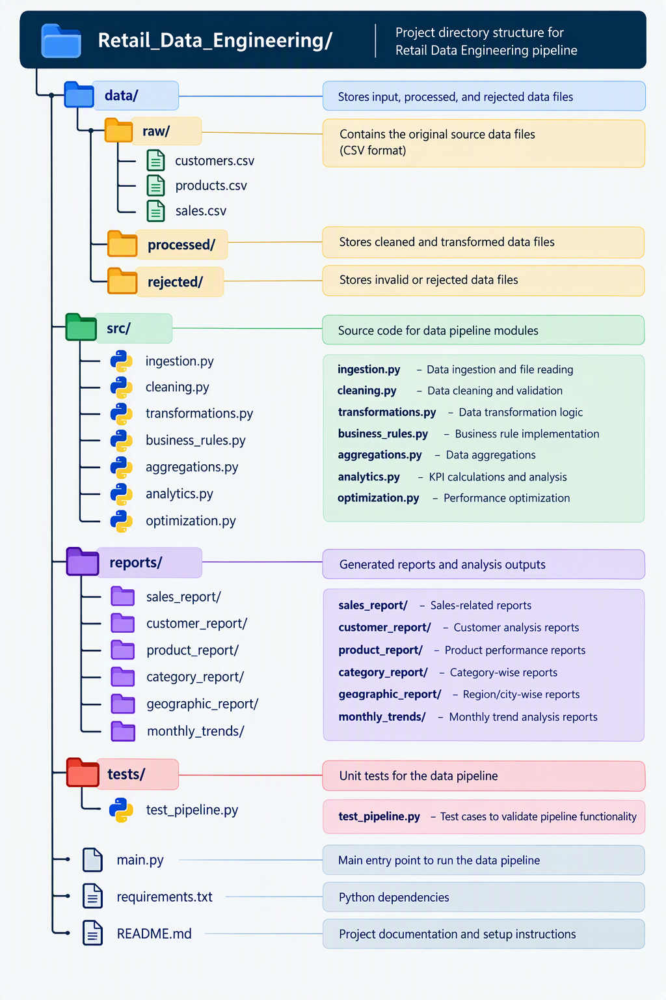 Retail_Data_Engineering/
Project directory structure for
Retail Data Engineering pipeline
data/
Stores input, processed, and rejected data files
raw/
Contains the original source data files
(CSV format)
customers.csv
products.csv
sales.csv
processed/
Stores cleaned and transformed data files
rejected/
Stores invalid or rejected data files
src/
Source code for data pipeline modules
ingestion.py
cleaning.py
transformations.py
business_rules.py
aggregations.py
analytics.py
optimization.py
ingestion.py – Data ingestion and file reading
cleaning.py – Data cleaning and validation
transformations.py – Data transformation logic
business_rules.py – Business rule implementation
aggregations.py – Data aggregations
analytics.py – KPI calculations and analysis
optimization.py – Performance optimization
reports/
Generated reports and analysis outputs
sales_report/
customer_report/
product_report/
category_report/
geographic_report/
monthly_trends/
sales_report/ – Sales-related reports
customer_report/ – Customer analysis reports
product_report/ – Product performance reports
category_report/ – Category-wise reports
geographic_report/ – Region/city-wise reports
monthly_trends/ – Monthly trend analysis reports
tests/
Unit tests for the data pipeline
test_pipeline.py
test_pipeline.py – Test cases to validate pipeline functionality
main.py
Main entry point to run the data pipeline
requirements.txt
Python dependencies
README.md
Project documentation and setup instructions